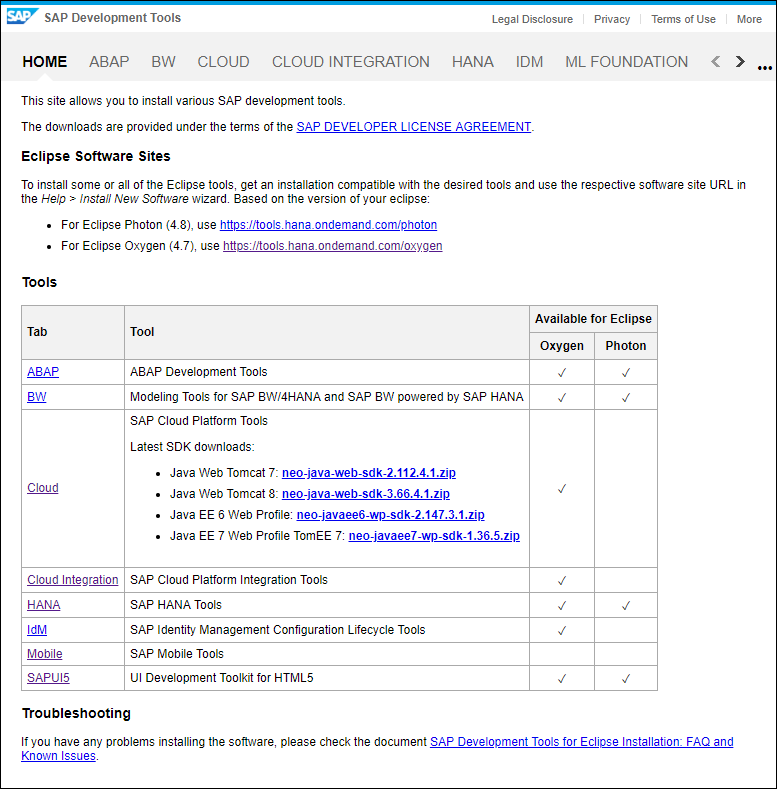 SAP SAP Development Tools
Legal Disclosure Privacy Terms of Use More
HOME ABAP BW CLOUD CLOUD INTEGRATION HANA IDM ML FOUNDATION < > ...
This site allows you to install various SAP development tools.
The downloads are provided under the terms of the SAP DEVELOPER LICENSE AGREEMENT.
Eclipse Software Sites
To install some or all of the Eclipse tools, get an installation compatible with the desired tools and use the respective software site URL in
the Help > Install New Software wizard. Based on the version of your eclipse:
• For Eclipse Photon (4.8), use https://tools.hana.ondemand.com/photon
• For Eclipse Oxygen (4.7), use https://tools.hana.ondemand.com/oxygen
Tools
Tab Tool Available for Eclipse
Oxygen Photon
ABAP ABAP Development Tools ✓ ✓
BW Modeling Tools for SAP BW/4HANA and SAP BW powered by SAP HANA ✓ ✓
Cloud SAP Cloud Platform Tools ✓
Latest SDK downloads:
• Java Web Tomcat 7: neo-java-web-sdk-2.112.4.1.zip
• Java Web Tomcat 8: neo-java-web-sdk-3.66.4.1.zip
• Java EE 6 Web Profile: neo-javaee6-wp-sdk-2.147.3.1.zip
• Java EE 7 Web Profile TomEE 7: neo-javaee7-wp-sdk-1.36.5.zip
Cloud Integration SAP Cloud Platform Integration Tools ✓
HANA SAP HANA Tools ✓ ✓
IdM SAP Identity Management Configuration Lifecycle Tools ✓
Mobile SAP Mobile Tools
SAPUI5 UI Development Toolkit for HTML5 ✓ ✓
Troubleshooting
If you have any problems installing the software, please check the document SAP Development Tools for Eclipse Installation: FAQ and
Known Issues.